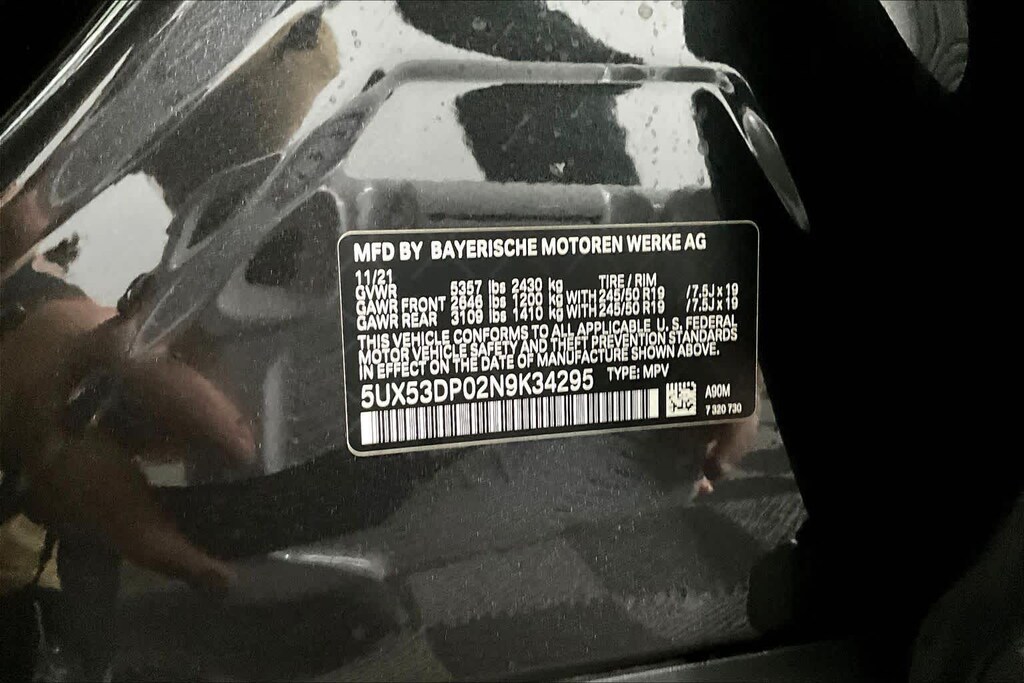 MFD BY BAYERISCHE MOTOREN WERKE AG
11/21 TIRE / RIM
GVWR 5357 lbs 2430 kg
GAWR FRONT 2646 lbs 1200 kg WITH 245/50 R19 /7.5J x 19
GAWR REAR 3109 lbs 1410 kg WITH 245/50 R19 /7.5J x 19
THIS VEHICLE CONFORMS TO ALL APPLICABLE U. S. FEDERAL
MOTOR VEHICLE SAFETY AND THEFT PREVENTION STANDARDS
IN EFFECT ON THE DATE OF MANUFACTURE SHOWN ABOVE.
5UX53DP02N9K34295 TYPE: MPV
A90M
7 320 730